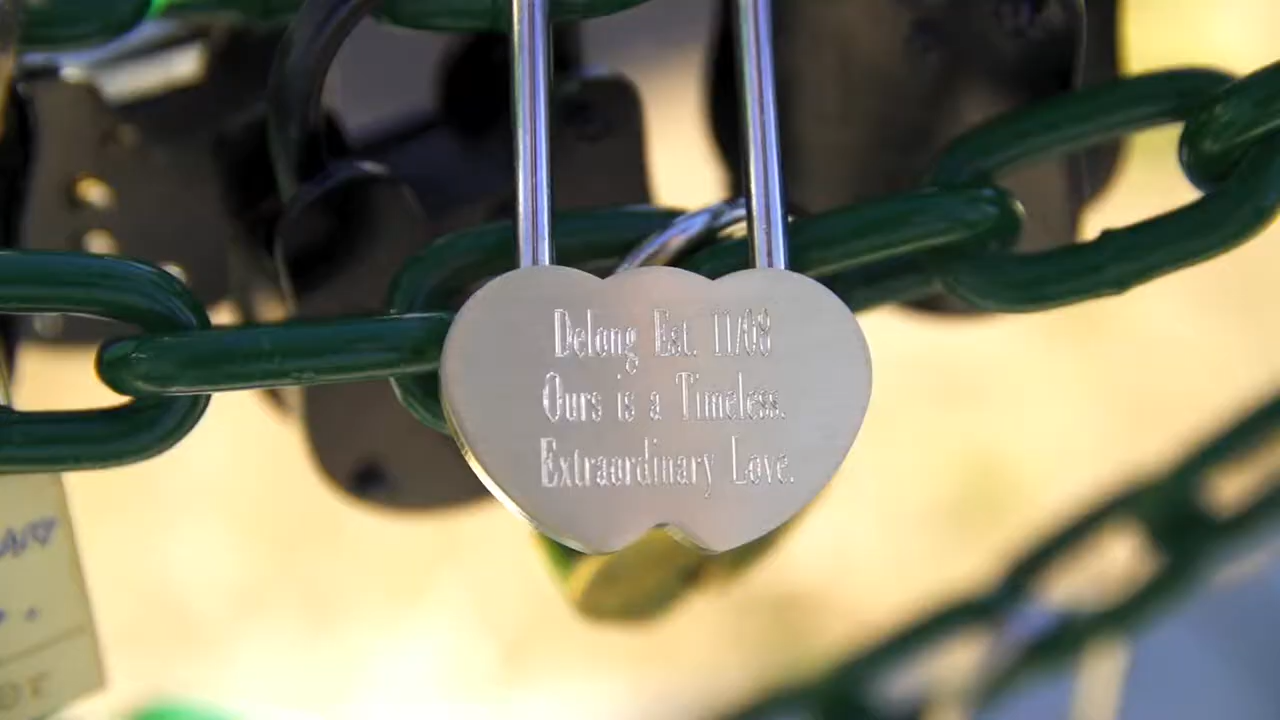 Delong Est. 11/08
Ours is a Timeless.
Extraordinary Love.